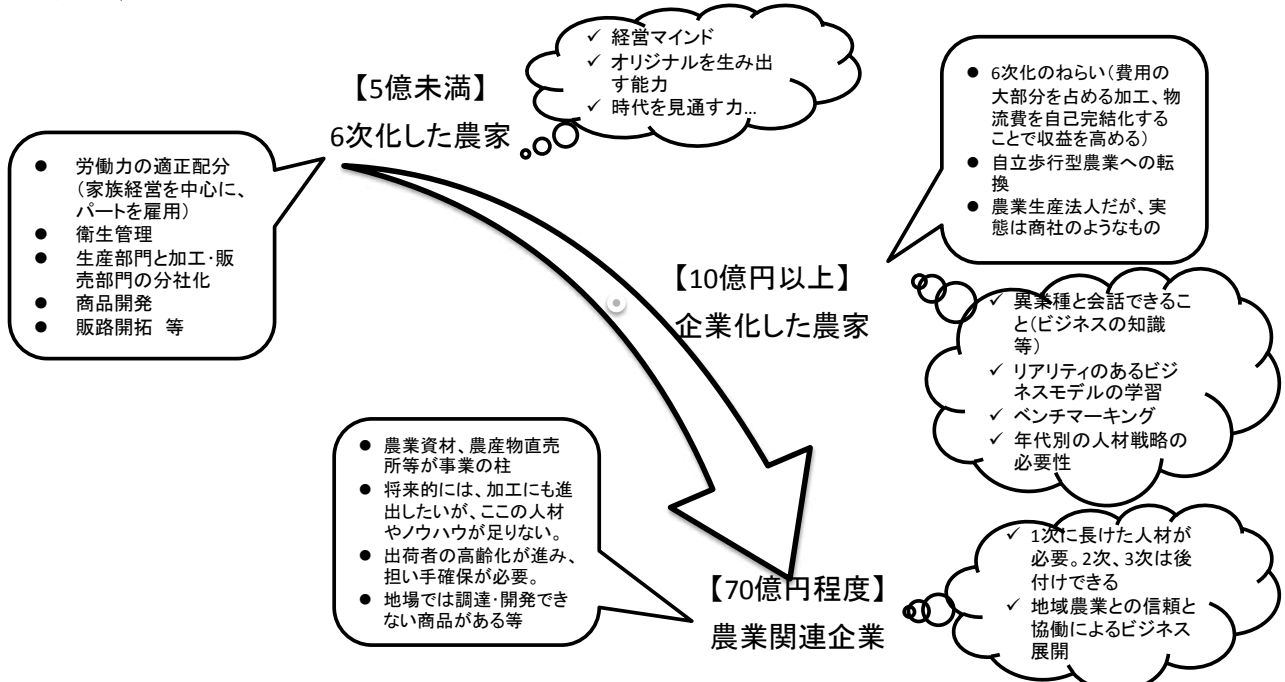 ✓ 経営マインド
✓ オリジナルを生み出
す能力
✓ 時代を見通す力…
【5億未満】
6次化した農家
● 労働力の適正配分
（家族経営を中心に、
パートを雇用）
● 衛生管理
● 生産部門と加工・販
売部門の分社化
● 商品開発
● 販路開拓 等
● 6次化のねらい（費用の
大部分を占める加工、物
流費を自己完結化する
ことで収益を高める）
● 自立歩行型農業への転
換
● 農業生産法人だが、実
態は商社のようなもの
【10億円以上】
企業化した農家
✓ 異業種と会話できるこ
と（ビジネスの知識
等）
✓ リアリティのあるビジ
ネスモデルの学習
✓ ベンチマーキング
✓ 年代別の人材戦略の
必要性
● 農業資材、農産物直売
所等が事業の柱
● 将来的には、加工にも進
出したいが、ここの人材
やノウハウが足りない。
● 出荷者の高齢化が進み、
担い手確保が必要。
● 地場では調達・開発でき
ない商品がある等
【70億円程度】
農業関連企業
✓ 1次に長けた人材が
必要。2次、3次は後
付けできる
✓ 地域農業との信頼と
協働によるビジネス
展開